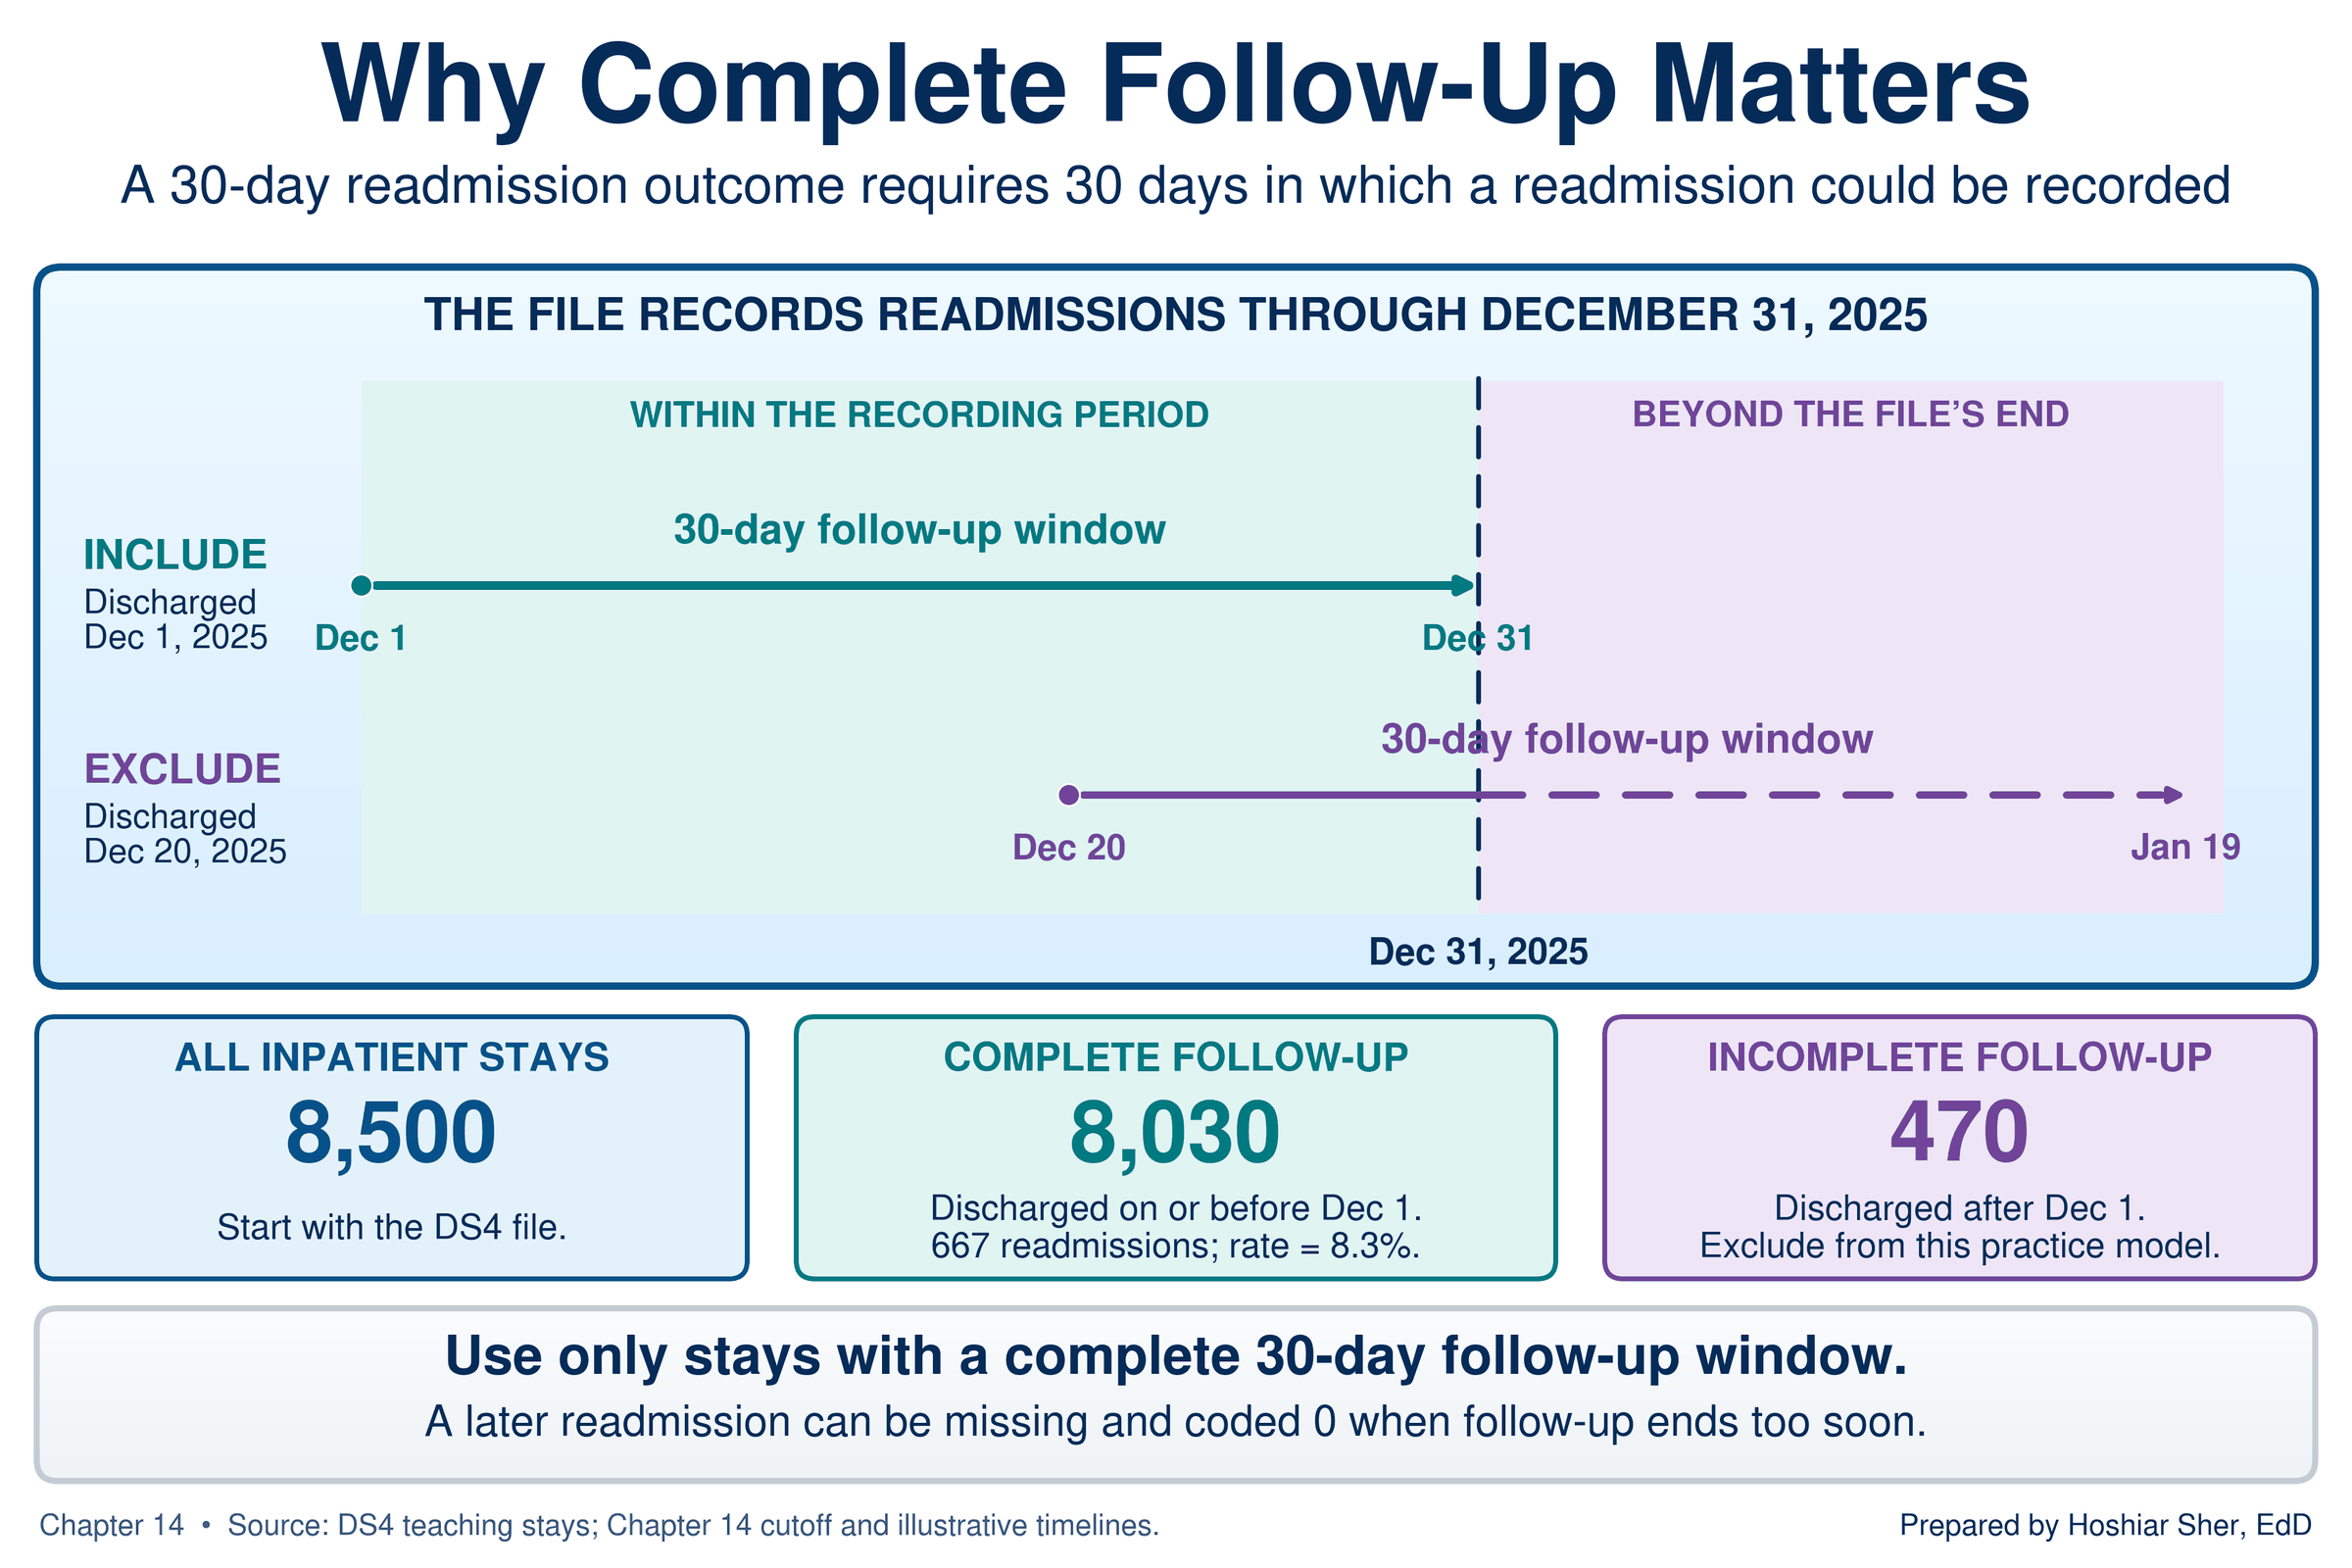 Why Complete Follow-Up Matters
A 30-day readmission outcome requires 30 days in which a readmission could be recorded
THE FILE RECORDS READMISSIONS THROUGH DECEMBER 31, 2025
WITHIN THE RECORDING PERIOD
BEYOND THE FILE’S END
30-day follow-up window
INCLUDE
Discharged
Dec 1, 2025
Dec 1
Dec 31
30-day follow-up window
EXCLUDE
Discharged
Dec 20, 2025
Dec 20
Jan 19
Dec 31, 2025
ALL INPATIENT STAYS
8,500
Start with the DS4 file.
COMPLETE FOLLOW-UP
8,030
Discharged on or before Dec 1.
667 readmissions; rate = 8.3%.
INCOMPLETE FOLLOW-UP
470
Discharged after Dec 1.
Exclude from this practice model.
Use only stays with a complete 30-day follow-up window.
A later readmission can be missing and coded 0 when follow-up ends too soon.
Chapter 14 • Source: DS4 teaching stays; Chapter 14 cutoff and illustrative timelines.
Prepared by Hoshiar Sher, EdD